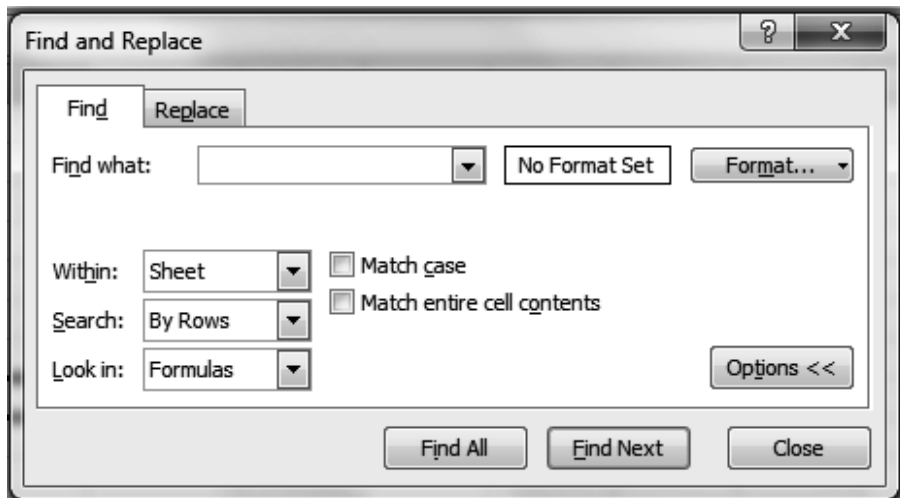 Find and Replace ? X
Find Replace
Find what: No Format Set Format...
Within: Sheet Match case
Match entire cell contents
Search: By Rows
Look in: Formulas Options <<
Find All Find Next Close